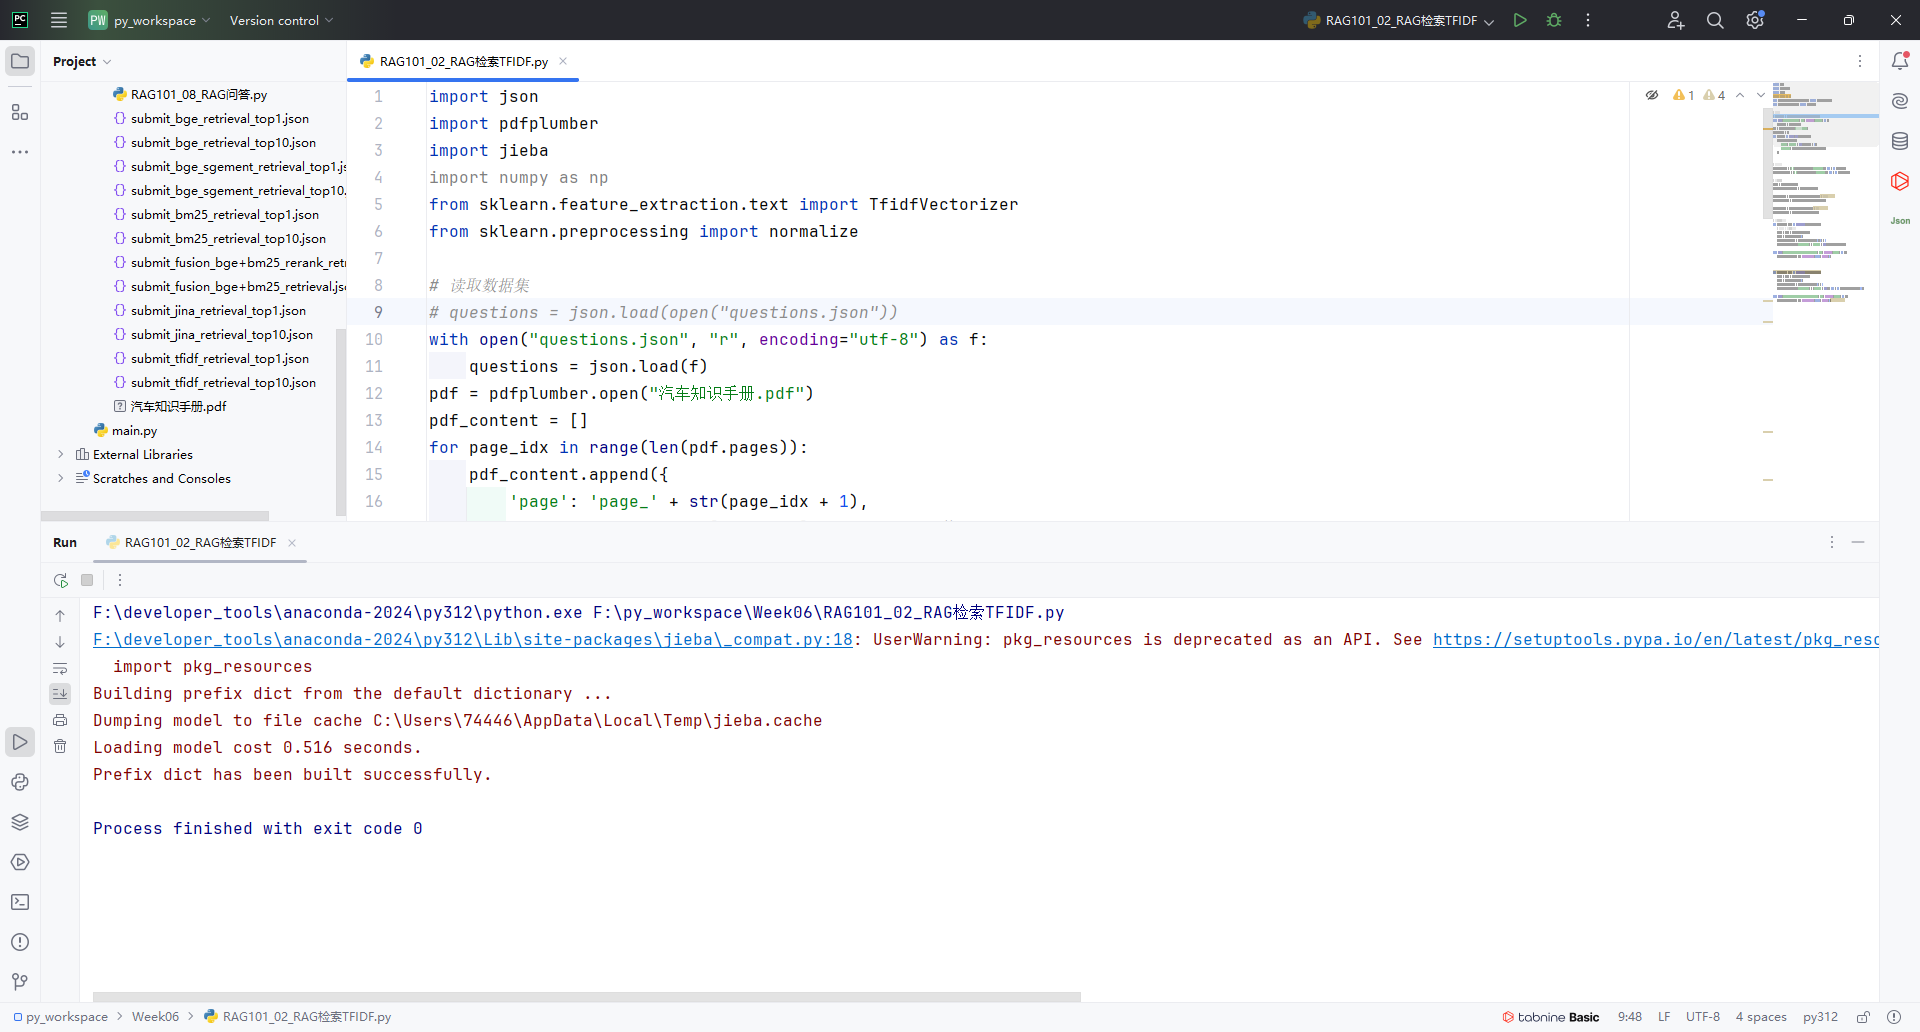 PC
PW py_workspace
Version control
RAG101_02_RAG检索TFIDF
Project
RAG101_02_RAG检索TFIDF.py
RAG101_08_RAG问答.py
submit_bge_retrieval_top1.json
submit_bge_retrieval_top10.json
submit_bge_sgement_retrieval_top1.js
submit_bge_sgement_retrieval_top10.
submit_bm25_retrieval_top1.json
submit_bm25_retrieval_top10.json
submit_fusion_bge+bm25_rerank_retr
submit_fusion_bge+bm25_retrieval.jso
submit_jina_retrieval_top1.json
submit_jina_retrieval_top10.json
submit_tfidf_retrieval_top1.json
submit_tfidf_retrieval_top10.json
汽车知识手册.pdf
main.py
External Libraries
Scratches and Consoles
1 import json
2 import pdfplumber
3 import jieba
4 import numpy as np
5 from sklearn.feature_extraction.text import TfidfVectorizer
6 from sklearn.preprocessing import normalize
7
8 # 读取数据集
9 # questions = json.load(open("questions.json"))
10 with open("questions.json", "r", encoding="utf-8") as f:
11 questions = json.load(f)
12 pdf = pdfplumber.open("汽车知识手册.pdf")
13 pdf_content = []
14 for page_idx in range(len(pdf.pages)):
15 pdf_content.append({
16 'page': 'page_' + str(page_idx + 1),
1 4
Json
Run RAG101_02_RAG检索TFIDF
F:\developer_tools\anaconda-2024\py312\python.exe F:\py_workspace\Week06\RAG101_02_RAG检索TFIDF.py
F:\developer_tools\anaconda-2024\py312\Lib\site-packages\jieba\_compat.py:18: UserWarning: pkg_resources is deprecated as an API. See https://setuptools.pypa.io/en/latest/pkg_reso
import pkg_resources
Building prefix dict from the default dictionary ...
Dumping model to file cache C:\Users\74446\AppData\Local\Temp\jieba.cache
Loading model cost 0.516 seconds.
Prefix dict has been built successfully.
Process finished with exit code 0
py_workspace > Week06 > RAG101_02_RAG检索TFIDF.py
tabnine Basic 9:48 LF UTF-8 4 spaces py312